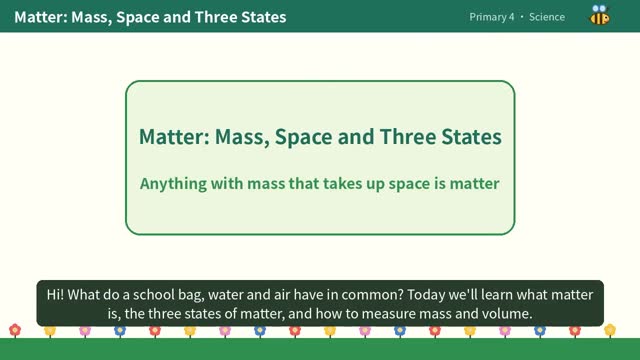 Matter: Mass, Space and Three States
Primary 4 · Science
Matter: Mass, Space and Three States
Anything with mass that takes up space is matter
Hi! What do a school bag, water and air have in common? Today we'll learn what matter
is, the three states of matter, and how to measure mass and volume.